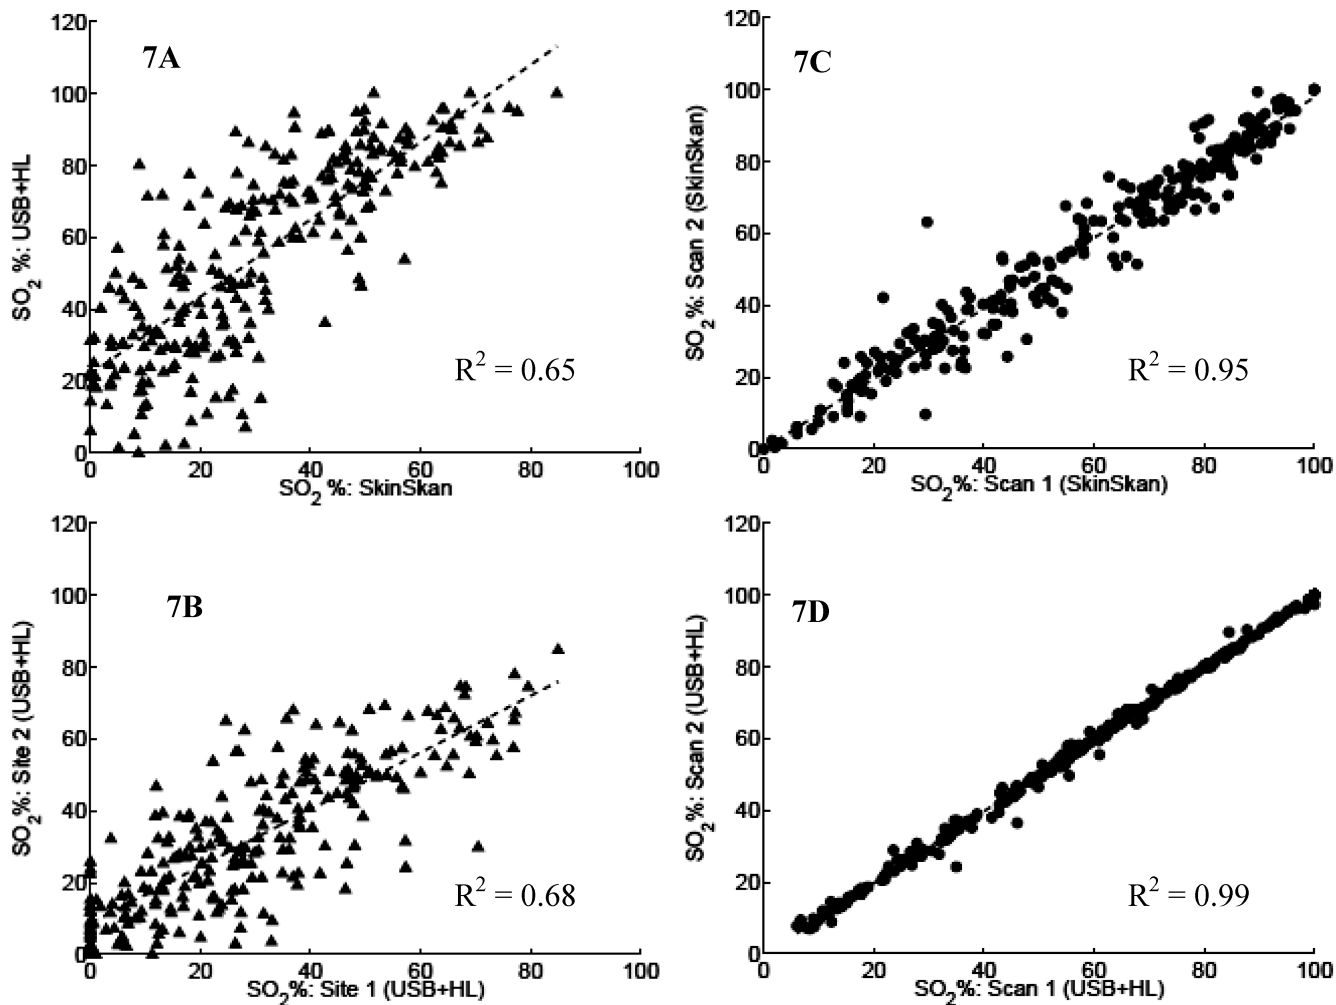 120
100
80
60
40
20
0
SO2 %: USB+HL
7A
R2 = 0.65
0 20 40 60 80 100
SO2 %: SkinSkan
120
100
80
60
40
20
0
SO2%: Scan 2 (SkinSkan)
7C
R2 = 0.95
0 20 40 60 80 100
SO2%: Scan 1 (SkinSkan)
120
100
80
60
40
20
0
SO2%: Site 2 (USB+HL)
7B
R2 = 0.68
0 20 40 60 80 100
SO2%: Site 1 (USB+HL)
120
100
80
60
40
20
0
SO2%: Scan 2 (USB+HL)
7D
R2 = 0.99
0 20 40 60 80 100
SO2%: Scan 1 (USB+HL)